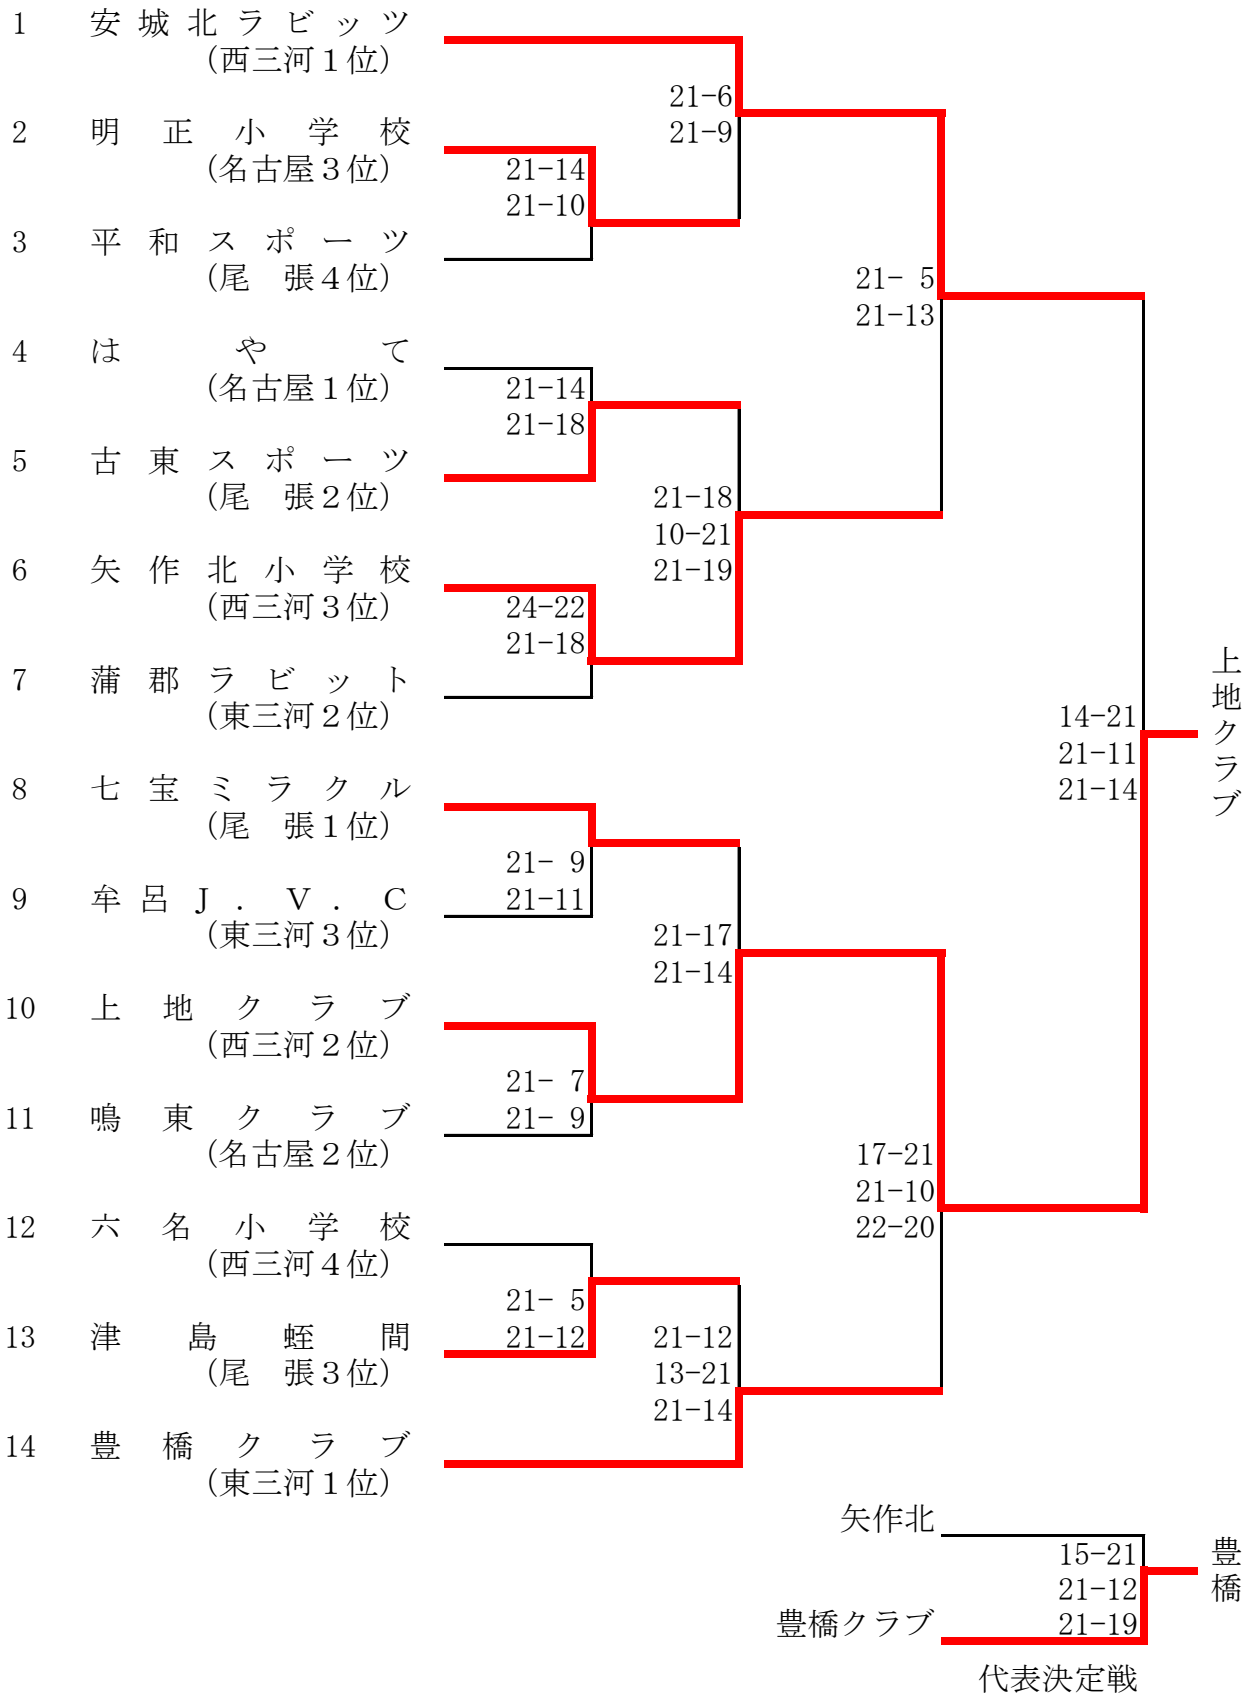 1 安城北ラビッツ
(西三河1位)
21-6
2 明正小学校
21-9
(名古屋3位)
21-14
21-10
3 平和スポーツ
(尾 張4位)
21- 5
21-13
4 はやて
(名古屋1位)
21-14
21-18
5 古東スポーツ
(尾 張2位)
21-18
10-21
21-19
6 矢作北小学校
(西三河3位)
24-22
21-18
7 蒲郡ラビット
(東三河2位)
14-21
21-11
21-14
上地クラブ
8 七宝ミラクル
(尾 張1位)
21- 9
21-11
9 牟呂J.V.C
(東三河3位)
21-17
21-14
10 上地クラブ
(西三河2位)
21- 7
21- 9
11 鳴東クラブ
(名古屋2位)
17-21
21-10
22-20
12 六名小学校
(西三河4位)
21- 5
21-12
13 津島蛭間
(尾 張3位)
21-12
13-21
21-14
14 豊橋クラブ
(東三河1位)
矢作北
15-21
21-12
21-19
豊橋
豊橋クラブ
代表決定戦